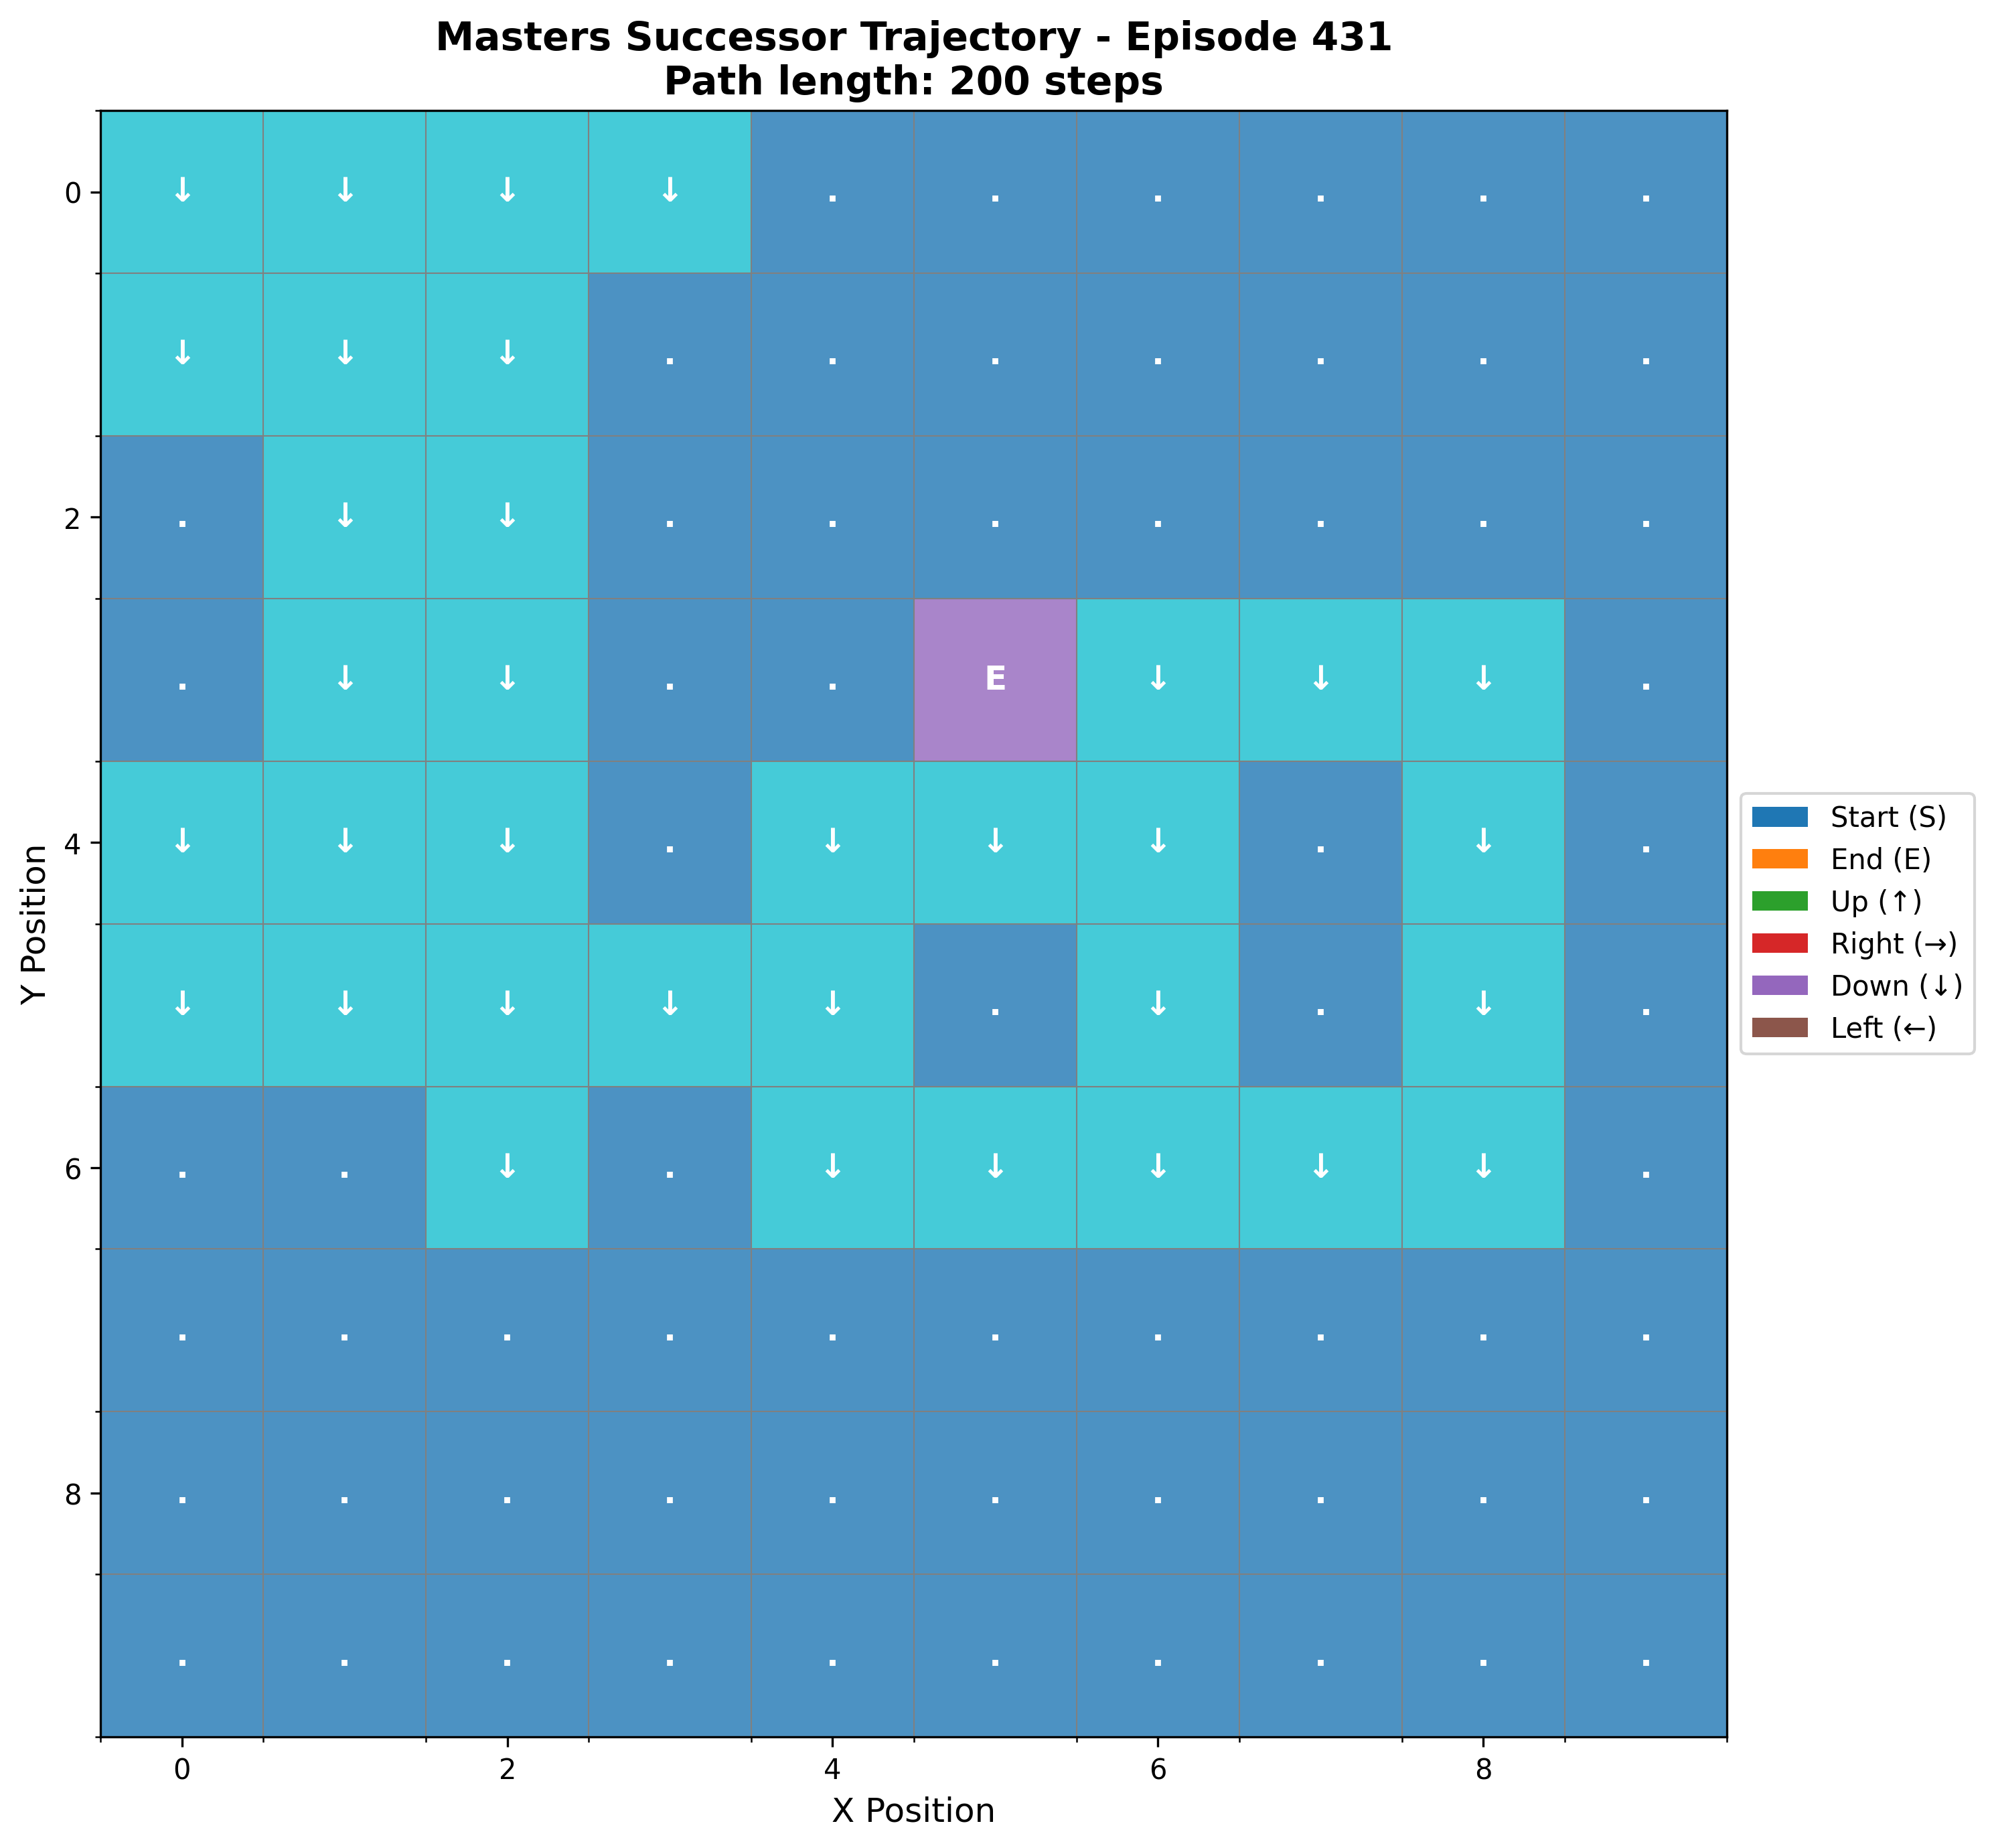 Masters Successor Trajectory - Episode 431
Path length: 200 steps
0 ↓ ↓ ↓ ↓ . . . . . .
↓ ↓ ↓ . . . . . . .
2 . ↓ ↓ . . . . . . .
. ↓ ↓ . . E ↓ ↓ ↓ .
4 ↓ ↓ ↓ . ↓ ↓ ↓ . ↓ .
↓ ↓ ↓ ↓ ↓ . ↓ . ↓ .
6 . . ↓ . ↓ ↓ ↓ ↓ ↓ .
. . . . . . . . . .
8 . . . . . . . . . .
. . . . . . . . . .
0 2 4 6 8
X Position
Y Position
Start (S)
End (E)
Up (↑)
Right (→)
Down (↓)
Left (←)